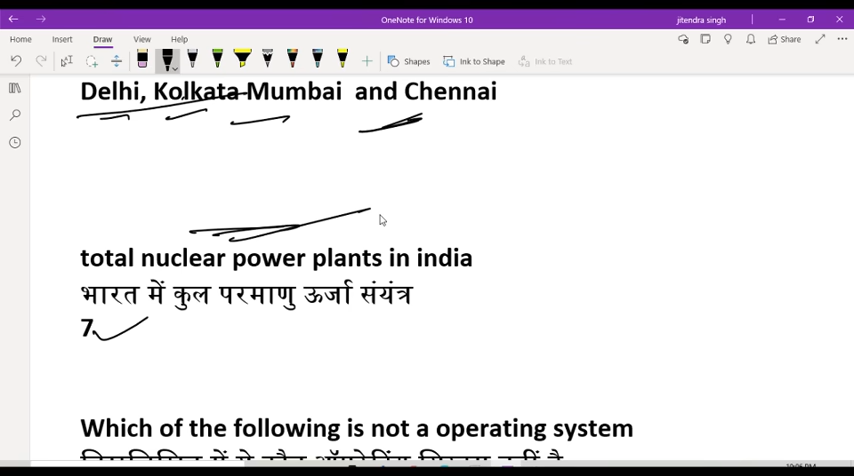 OneNote for Windows 10
jitendra singh
Home Insert Draw View Help
Share
Shapes Ink to Shape Ink to Text
Delhi, Kolkata Mumbai and Chennai
total nuclear power plants in india
भारत में कुल परमाणु ऊर्जा संयंत्र
7
Which of the following is not a operating system